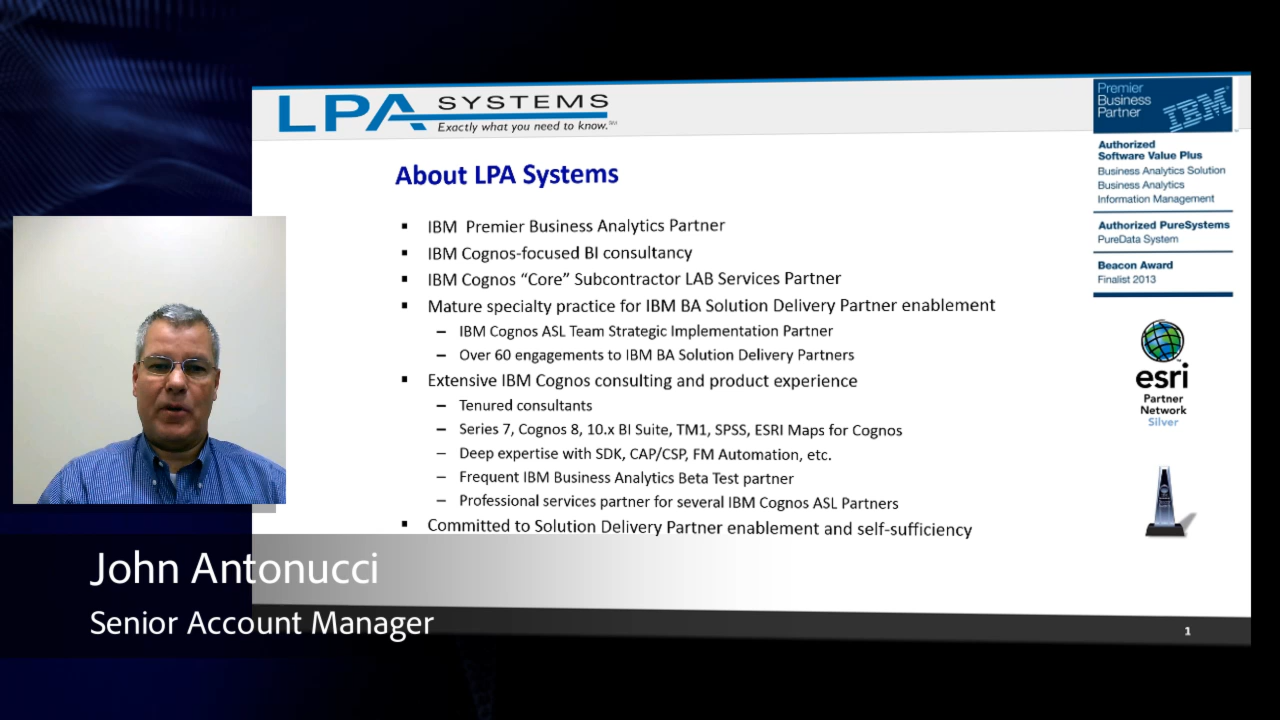 LPA SYSTEMS
Exactly what you need to know.℠
Premier
Business
Partner
IBM
Authorized
Software Value Plus
Business Analytics Solution
Business Analytics
Information Management
Authorized PureSystems
PureData System
Beacon Award
Finalist 2013
esri
Partner
Network
Silver
About LPA Systems
▪ IBM Premier Business Analytics Partner
▪ IBM Cognos-focused BI consultancy
▪ IBM Cognos “Core” Subcontractor LAB Services Partner
▪ Mature specialty practice for IBM BA Solution Delivery Partner enablement
– IBM Cognos ASL Team Strategic Implementation Partner
– Over 60 engagements to IBM BA Solution Delivery Partners
▪ Extensive IBM Cognos consulting and product experience
– Tenured consultants
– Series 7, Cognos 8, 10.x BI Suite, TM1, SPSS, ESRI Maps for Cognos
– Deep expertise with SDK, CAP/CSP, FM Automation, etc.
– Frequent IBM Business Analytics Beta Test partner
– Professional services partner for several IBM Cognos ASL Partners
▪ Committed to Solution Delivery Partner enablement and self-sufficiency
John Antonucci
Senior Account Manager
1